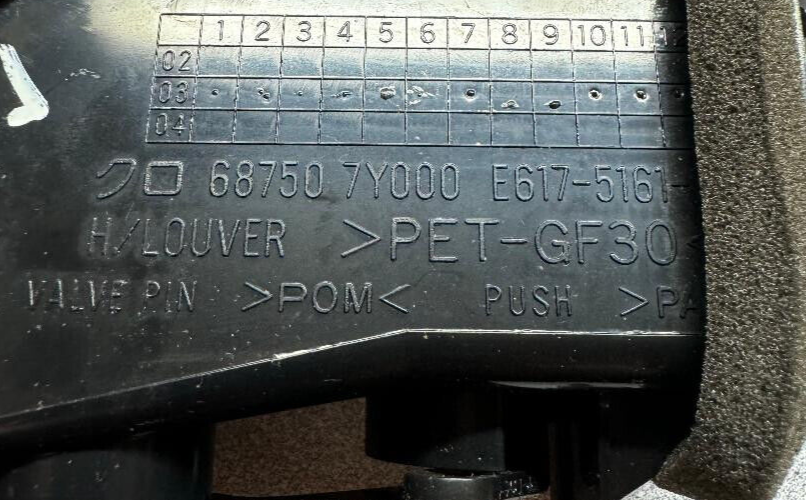 1 2 3 4 5 6 7 8 9 10 11
02
03
04
クロ 68750 7Y000 E617-5161-
H/LOUVER >PET-GF30<
VALVE PIN >POM< PUSH >PA